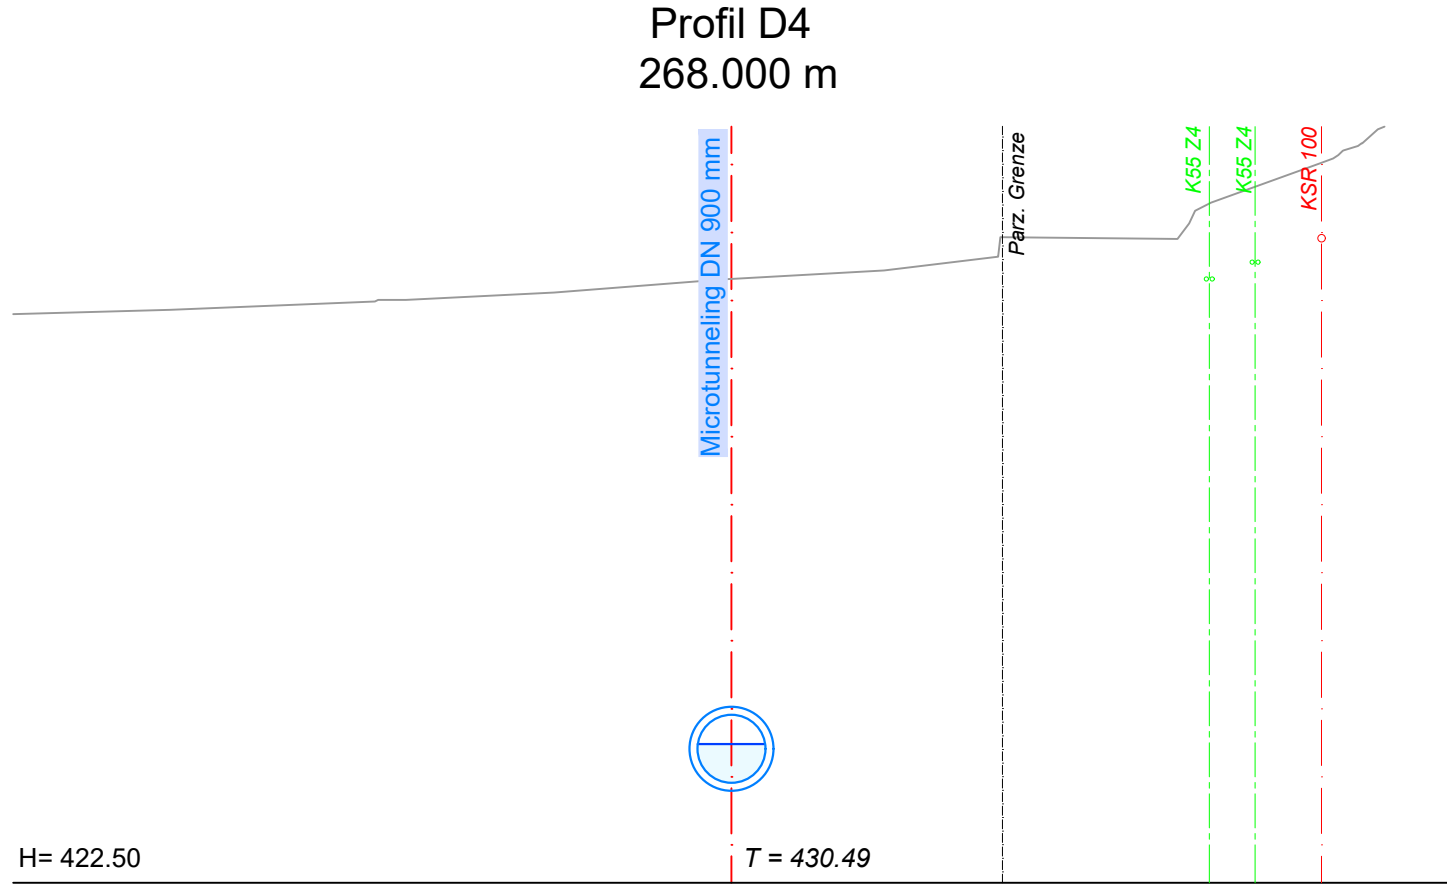 Profil D4
268.000 m
Microtunneling DN 900 mm
Parz. Grenze
K55 Z4
K55 Z4
KSR 100
H= 422.50
T = 430.49